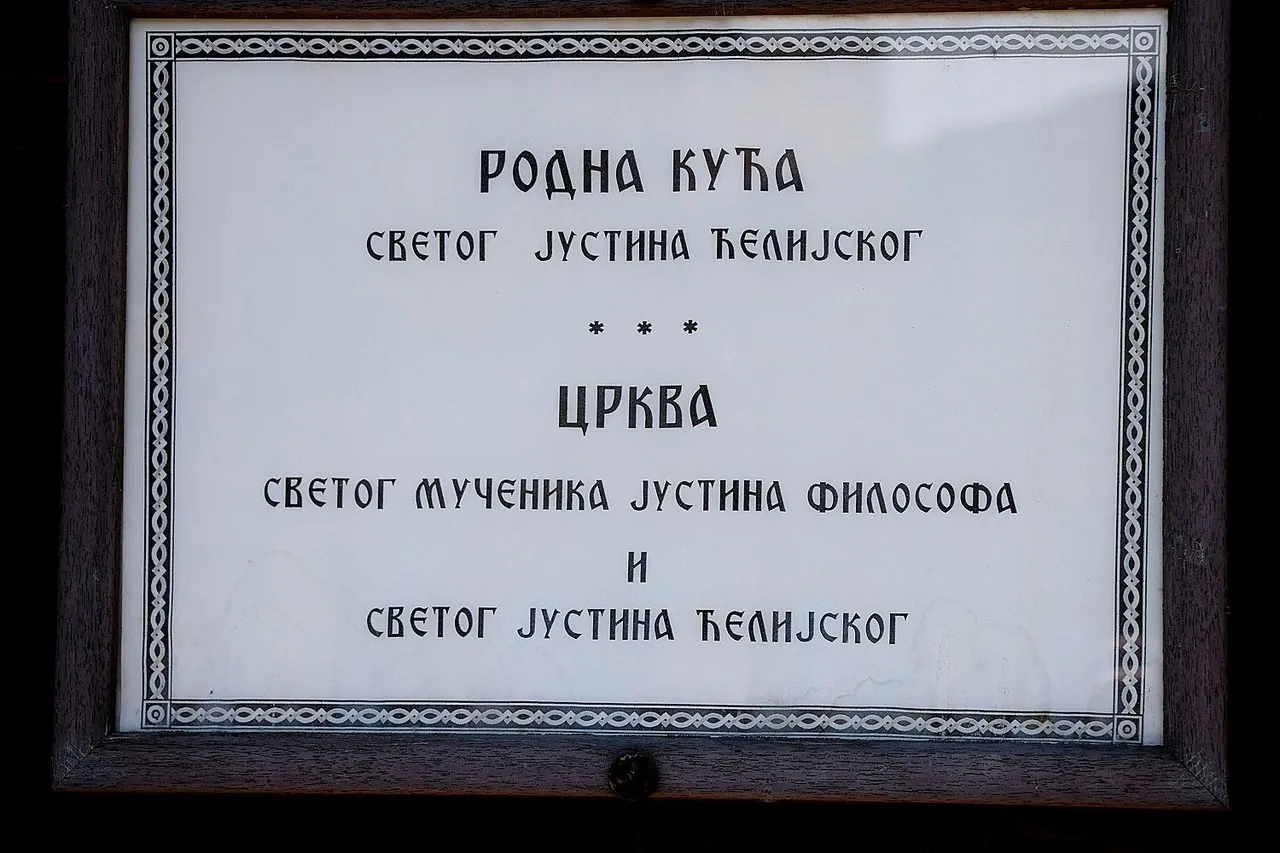 РОДНА КУЋА
СВЕТОГ ЈУСТИНА ЋЕЛИЈСКОГ
* * *
ЦРКВА
СВЕТОГ МУЧЕНИКА ЈУСТИНА ФИЛОСОФА
И
СВЕТОГ ЈУСТИНА ЋЕЛИЈСКОГ